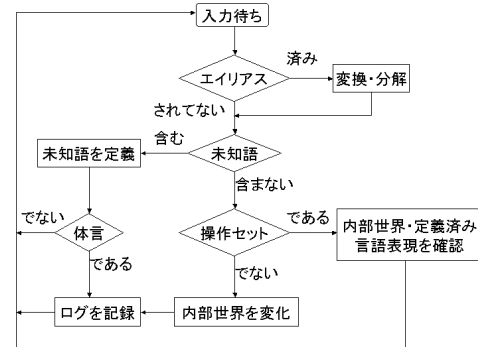 入力待ち
エイリアス
済み
変換・分解
されてない
含む
未知語を定義
未知語
含まない
でない
体言
操作セット
である
内部世界・定義済み
言語表現を確認
である
でない
ログを記録
内部世界を変化